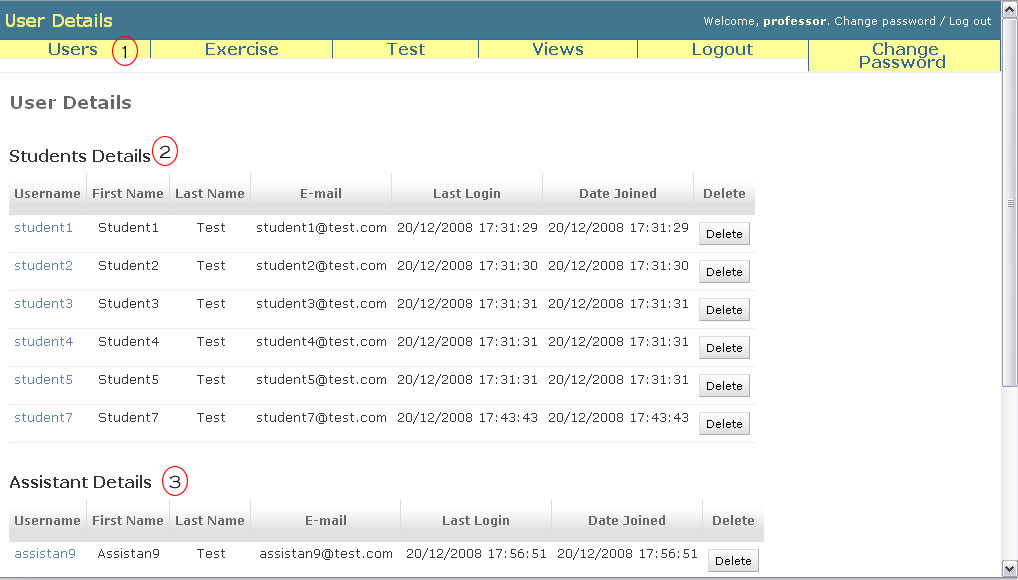 User Details Welcome, professor. Change password / Log out
Users 1 Exercise Test Views Logout Change Password
User Details
Students Details 2
Username First Name Last Name E-mail Last Login Date Joined Delete
student1 Student1 Test student1@test.com 20/12/2008 17:31:29 20/12/2008 17:31:29 Delete
student2 Student2 Test student2@test.com 20/12/2008 17:31:30 20/12/2008 17:31:30 Delete
student3 Student3 Test student3@test.com 20/12/2008 17:31:31 20/12/2008 17:31:31 Delete
student4 Student4 Test student4@test.com 20/12/2008 17:31:31 20/12/2008 17:31:31 Delete
student5 Student5 Test student5@test.com 20/12/2008 17:31:31 20/12/2008 17:31:31 Delete
student7 Student7 Test student7@test.com 20/12/2008 17:43:43 20/12/2008 17:43:43 Delete
Assistant Details 3
Username First Name Last Name E-mail Last Login Date Joined Delete
assistan9 Assistan9 Test assistan9@test.com 20/12/2008 17:56:51 20/12/2008 17:56:51 Delete